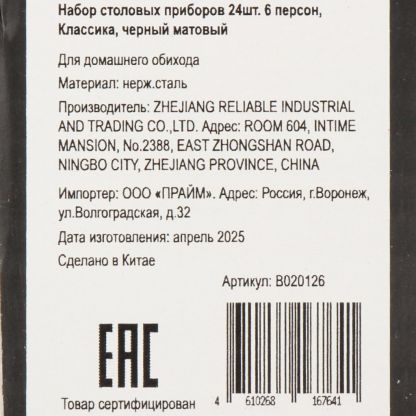 Набор столовых приборов 24шт. 6 персон,
Классика, черный матовый
Для домашнего обихода
Материал: нерж.сталь
Производитель: ZHEJIANG RELIABLE INDUSTRIAL
AND TRADING CO.,LTD. Адрес: ROOM 604, INTIME
MANSION, No.2388, EAST ZHONGSHAN ROAD,
NINGBO CITY, ZHEJIANG PROVINCE, CHINA
Импортер: ООО «ПРАЙМ». Адрес: Россия, г.Воронеж,
ул.Волгоградская, д.32
Дата изготовления: апрель 2025
Сделано в Китае
Артикул: B020126
EAC
4 610268 167641
Товар сертифицирован